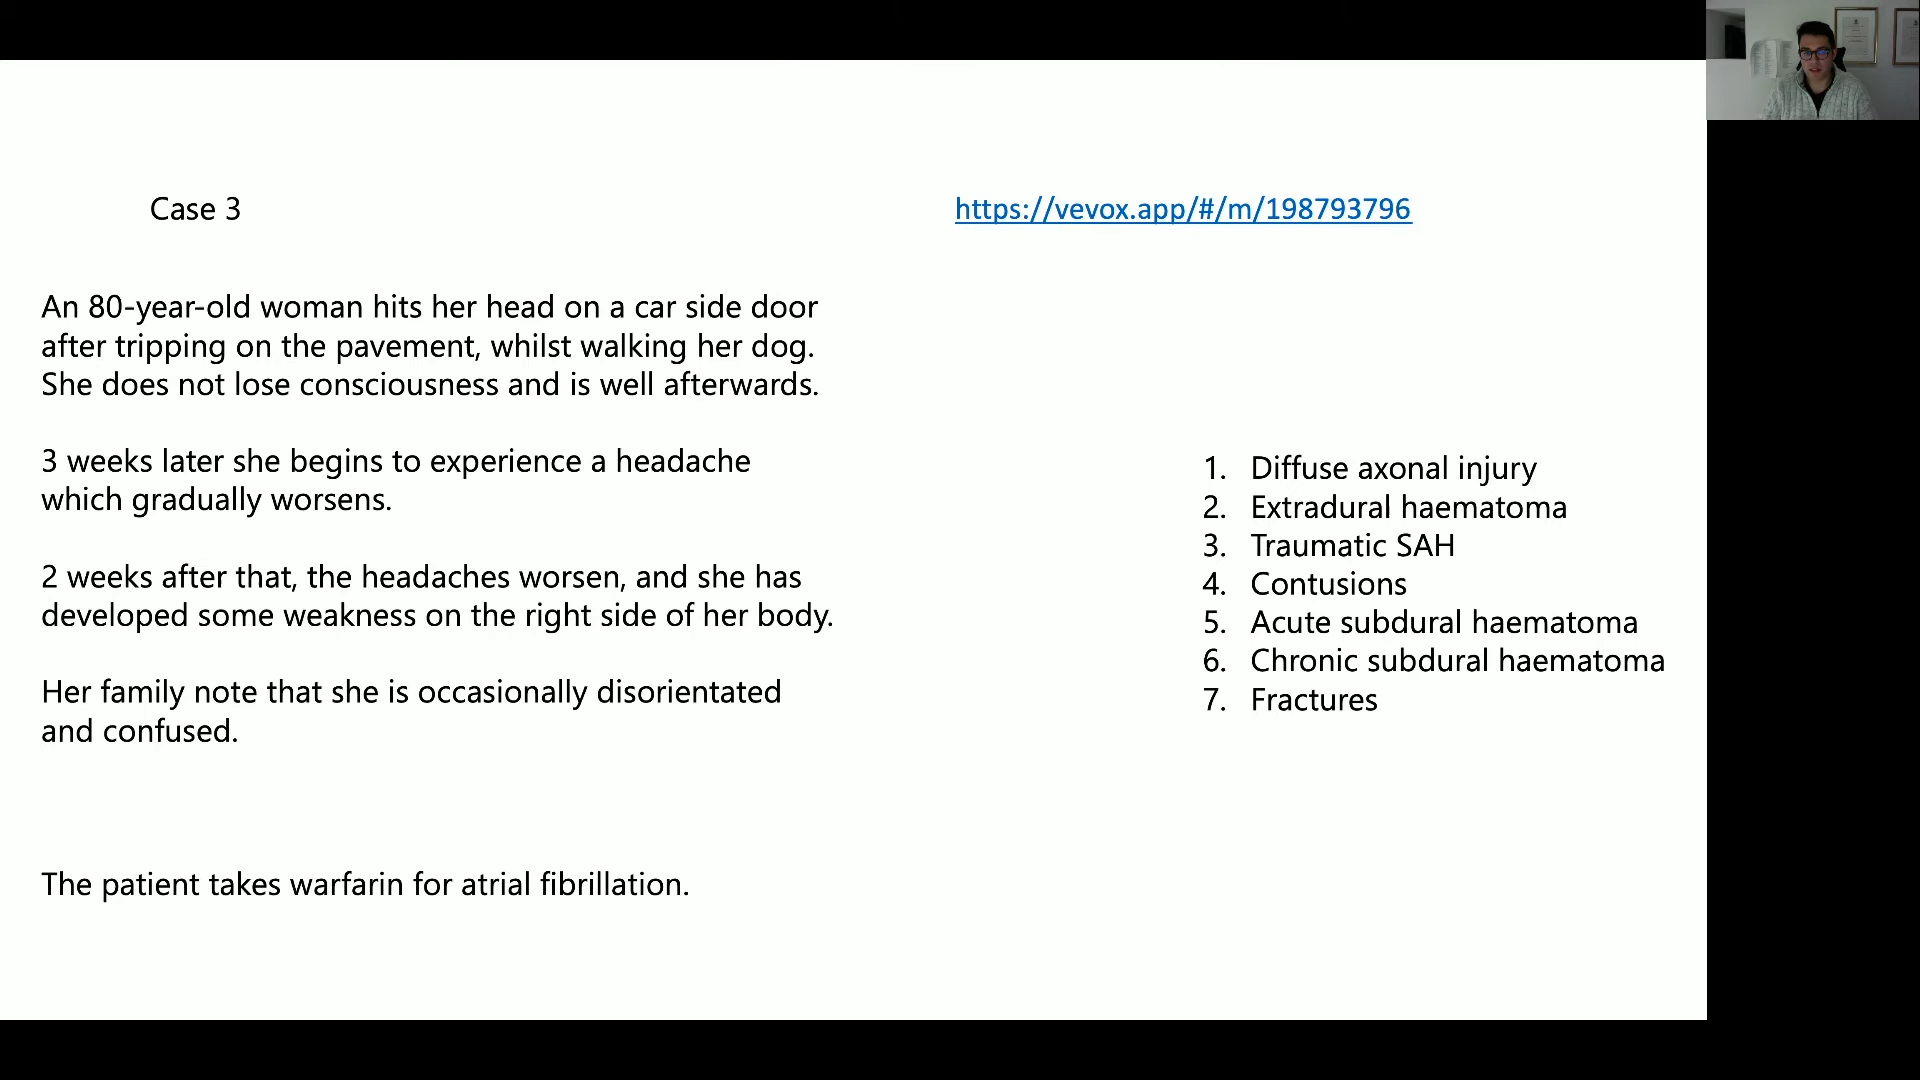 Case 3
https://vevox.app/#/m/198793796
An 80-year-old woman hits her head on a car side door
after tripping on the pavement, whilst walking her dog.
She does not lose consciousness and is well afterwards.
3 weeks later she begins to experience a headache
which gradually worsens.
2 weeks after that, the headaches worsen, and she has
developed some weakness on the right side of her body.
Her family note that she is occasionally disorientated
and confused.
The patient takes warfarin for atrial fibrillation.
1. Diffuse axonal injury
2. Extradural haematoma
3. Traumatic SAH
4. Contusions
5. Acute subdural haematoma
6. Chronic subdural haematoma
7. Fractures